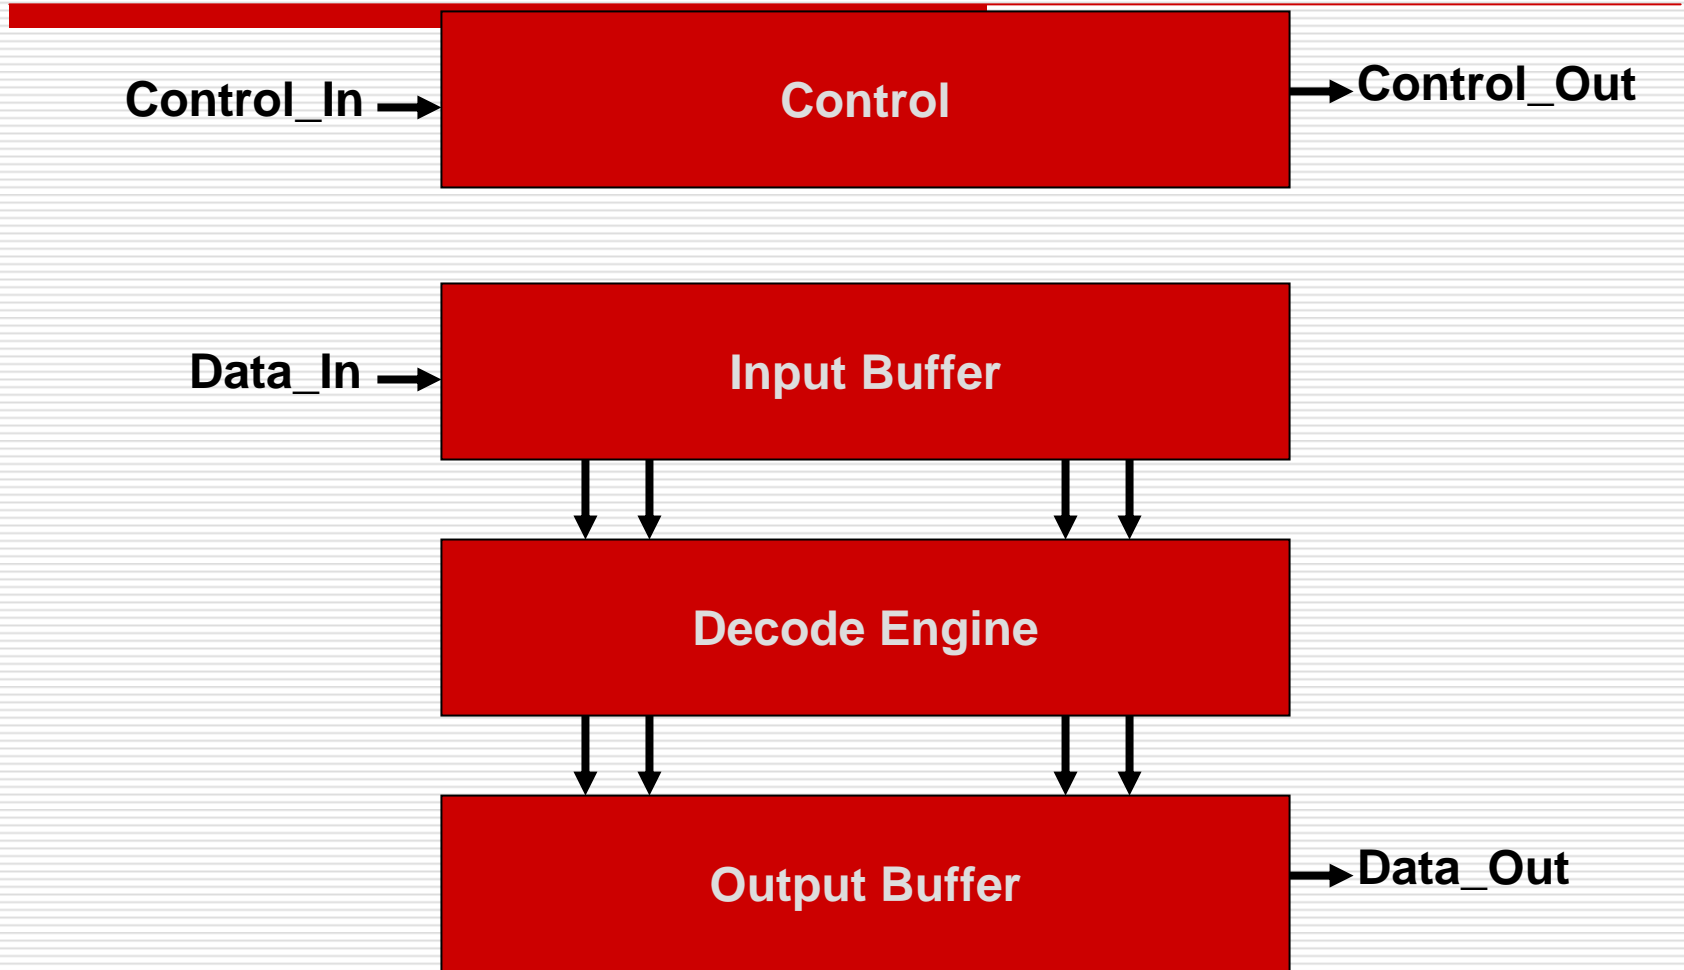 Control_In
Control
Control_Out
Data_In
Input Buffer
Decode Engine
Output Buffer
Data_Out